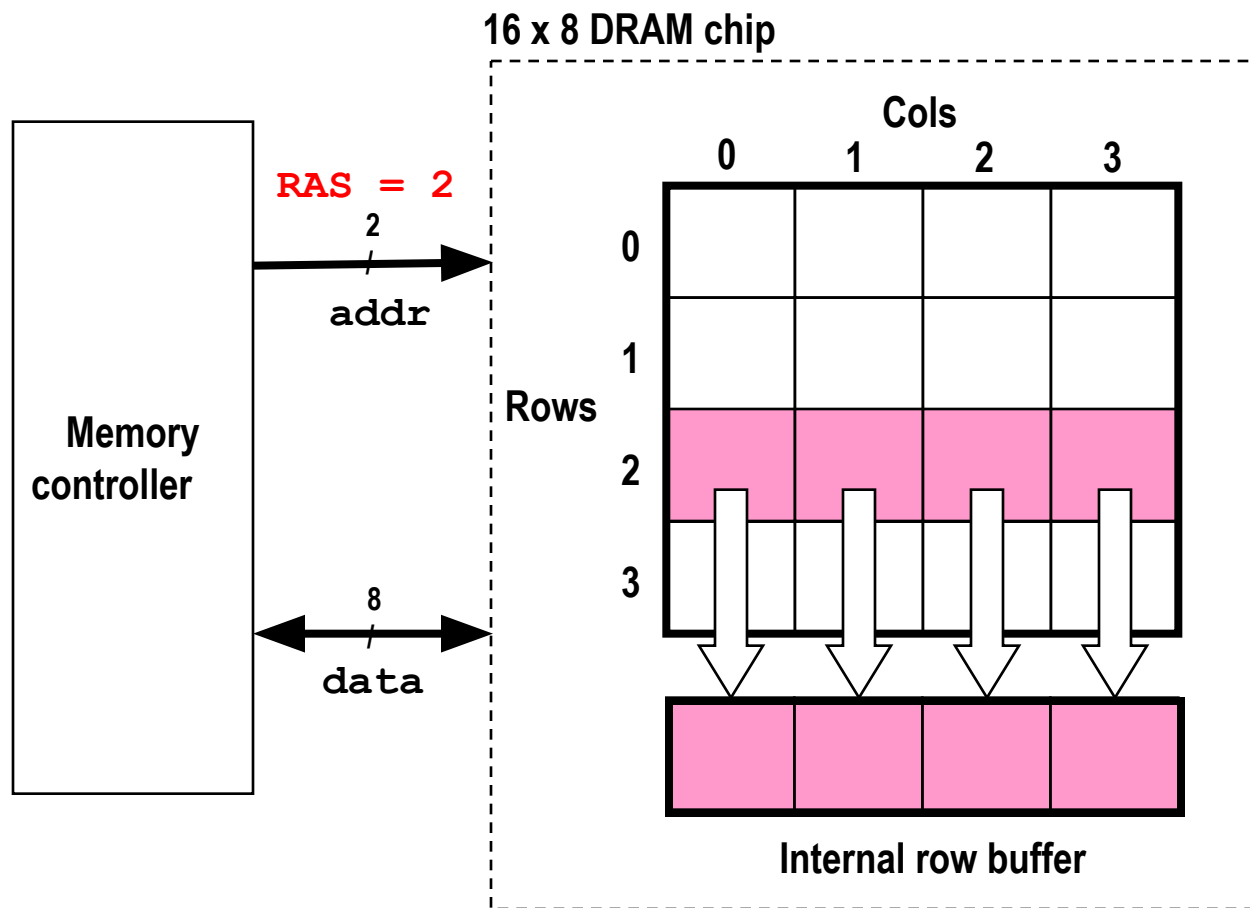 16 x 8 DRAM chip
Cols
0 1 2 3
RAS = 2
2
addr
0
1
Rows
2
3
Memory
controller
8
data
Internal row buffer